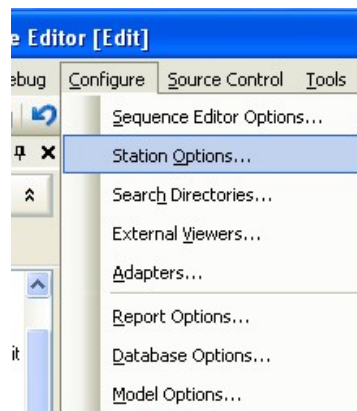 e Editor [Edit]
ebug Configure Source Control Tools
Sequence Editor Options...
Station Options...
Search Directories...
External Viewers...
Adapters...
Report Options...
it
Database Options...
Model Options...